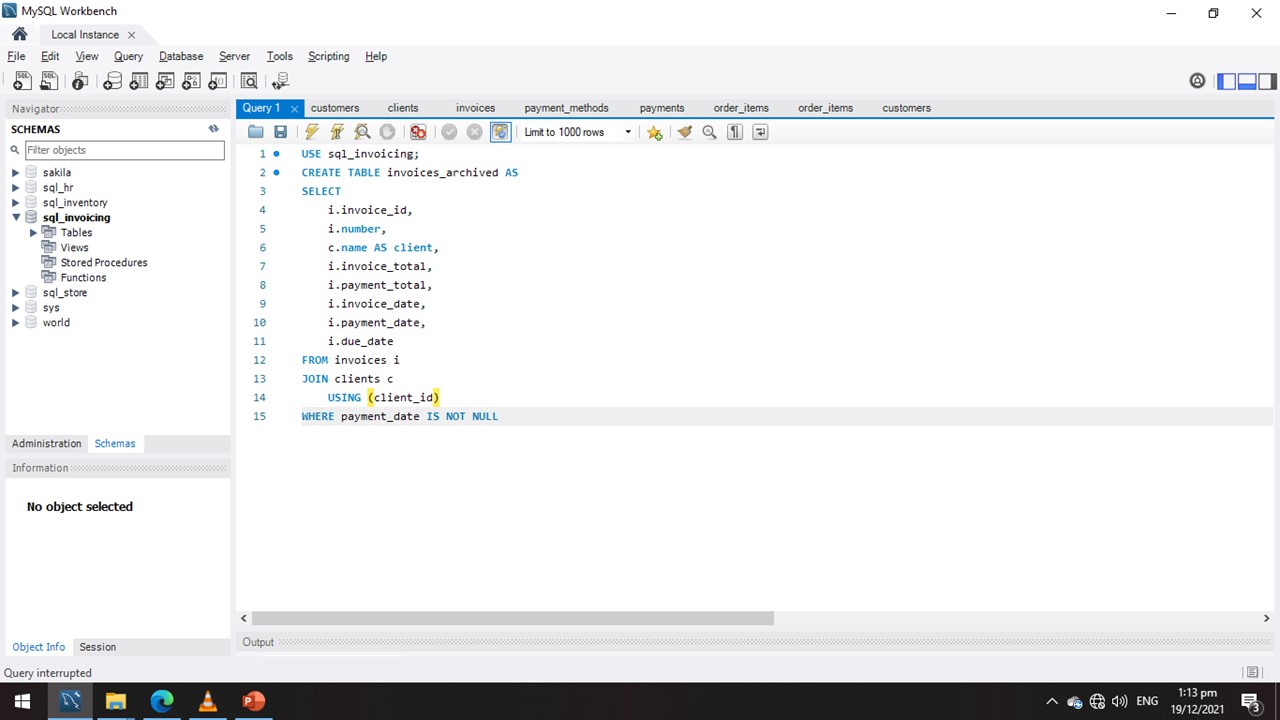 MySQL Workbench
Local Instance
File Edit View Query Database Server Tools Scripting Help
Navigator
SCHEMAS
Filter objects
sakila
sql_hr
sql_inventory
sql_invoicing
Tables
Views
Stored Procedures
Functions
sql_store
sys
world
Administration Schemas
Information
No object selected
Object Info Session
Query 1 customers clients invoices payment_methods payments order_items order_items customers
Limit to 1000 rows
1 USE sql_invoicing;
2 CREATE TABLE invoices_archived AS
3 SELECT
4 i.invoice_id,
5 i.number,
6 c.name AS client,
7 i.invoice_total,
8 i.payment_total,
9 i.invoice_date,
10 i.payment_date,
11 i.due_date
12 FROM invoices i
13 JOIN clients c
14 USING (client_id)
15 WHERE payment_date IS NOT NULL
Output
Query interrupted
ENG
1:13 pm
19/12/2021
3